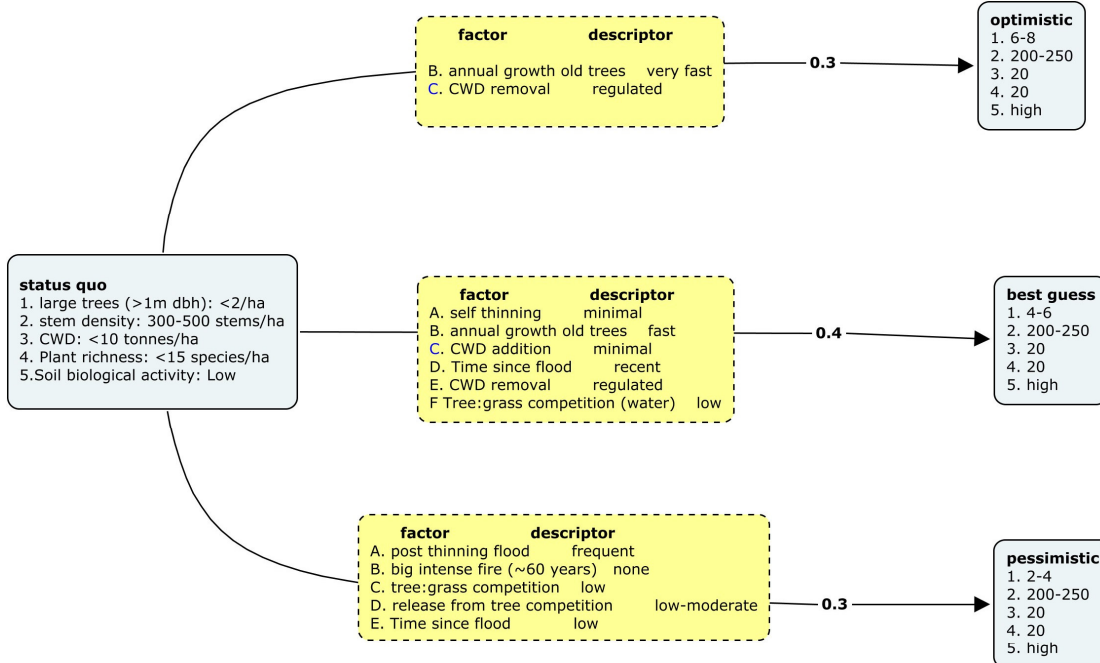 status quo
1. large trees (>1m dbh): <2/ha
2. stem density: 300-500 stems/ha
3. CWD: <10 tonnes/ha
4. Plant richness: <15 species/ha
5.Soil biological activity: Low
factor descriptor
B. annual growth old trees very fast
C. CWD removal regulated
0.3
optimistic
1. 6-8
2. 200-250
3. 20
4. 20
5. high
factor descriptor
A. self thinning minimal
B. annual growth old trees fast
C. CWD addition minimal
D. Time since flood recent
E. CWD removal regulated
F Tree:grass competition (water) low
0.4
best guess
1. 4-6
2. 200-250
3. 20
4. 20
5. high
factor descriptor
A. post thinning flood frequent
B. big intense fire (~60 years) none
C. tree:grass competition low
D. release from tree competition low-moderate
E. Time since flood low
0.3
pessimistic
1. 2-4
2. 200-250
3. 20
4. 20
5. high